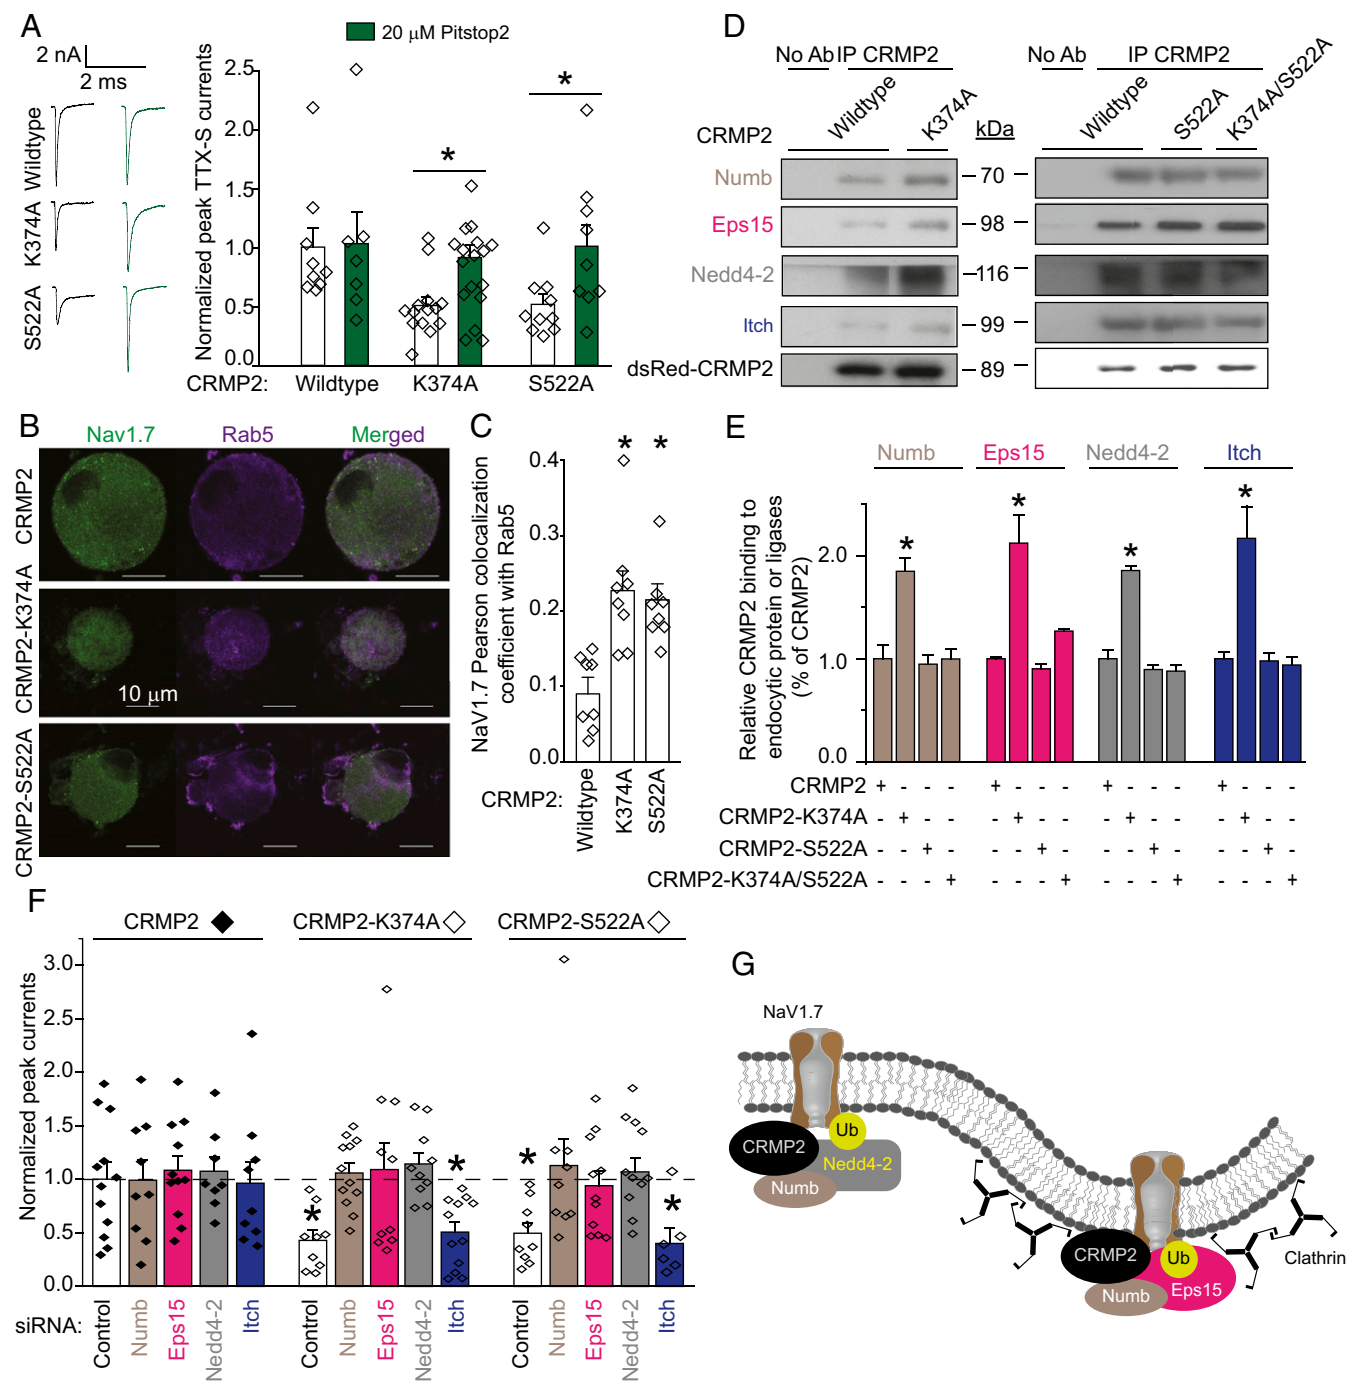 A
20 μM Pitstop2
2 nA
2 ms
Wildtype
K374A
S522A
Normalized peak TTX-S currents
2.5
2.0
1.5
1.0
0.5
0.0
*
*
CRMP2: Wildtype K374A S522A
B
Nav1.7 Rab5 Merged
CRMP2
CRMP2-K374A
CRMP2-S522A
10 μm
C
NaV1.7 Pearson colocalization
coefficient with Rab5
0.4
0.3
0.2
0.1
0.0
* *
CRMP2: Wildtype K374A S522A
D
No Ab IP CRMP2 No Ab IP CRMP2
CRMP2 Wildtype K374A kDa Wildtype S522A K374A/S522A
Numb 70
Eps15 98
Nedd4-2 116
Itch 99
dsRed-CRMP2 89
E
Numb Eps15 Nedd4-2 Itch
Relative CRMP2 binding to
endocytic protein or ligases
(% of CRMP2)
2.0
1.0
0.0
* * * *
CRMP2 + - - - + - - - + - - - + - - -
CRMP2-K374A - + - - - + - - - + - - - + - -
CRMP2-S522A - - + - - - + - - - + - - - + -
CRMP2-K374A/S522A - - - + - - - + - - - + - - - +
F
CRMP2 CRMP2-K374A CRMP2-S522A
Normalized peak currents
3.0
2.5
2.0
1.5
1.0
0.5
0.0
* * * *
siRNA: Control Numb Eps15 Nedd4-2 Itch Control Numb Eps15 Nedd4-2 Itch Control Numb Eps15 Nedd4-2 Itch
G
NaV1.7
CRMP2
Ub
Nedd4-2
Numb
CRMP2
Ub
Numb
Eps15
Clathrin